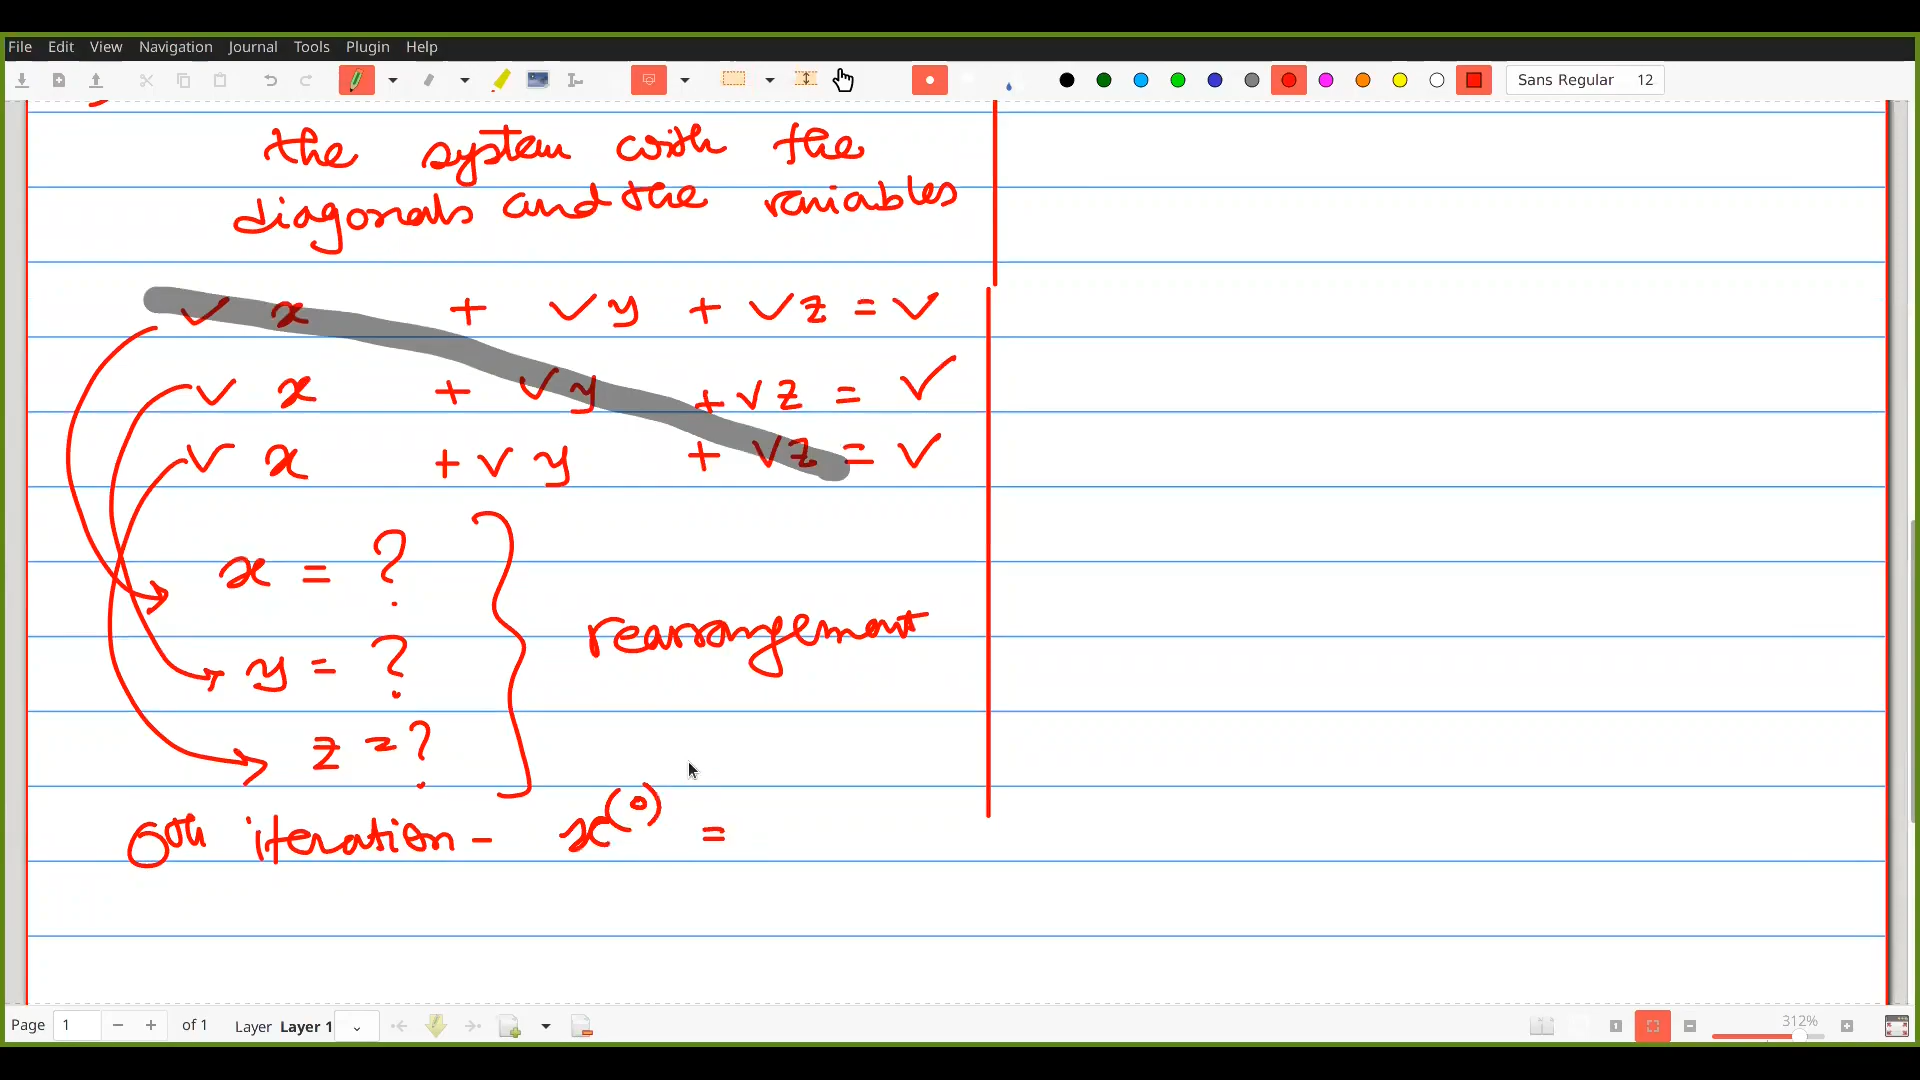 File Edit View Navigation Journal Tools Plugin Help
Sans Regular 12
the system with the
diagonals and the variables
✓ x + ✓ y + ✓ z = ✓
✓ x + ✓ y + ✓ z = ✓
✓ x + ✓ y + ✓ z = ✓
x = ?
y = ?
rearrangement
z = ?
0th iteration - x^(0) =
Page 1 of 1 Layer Layer 1 312%